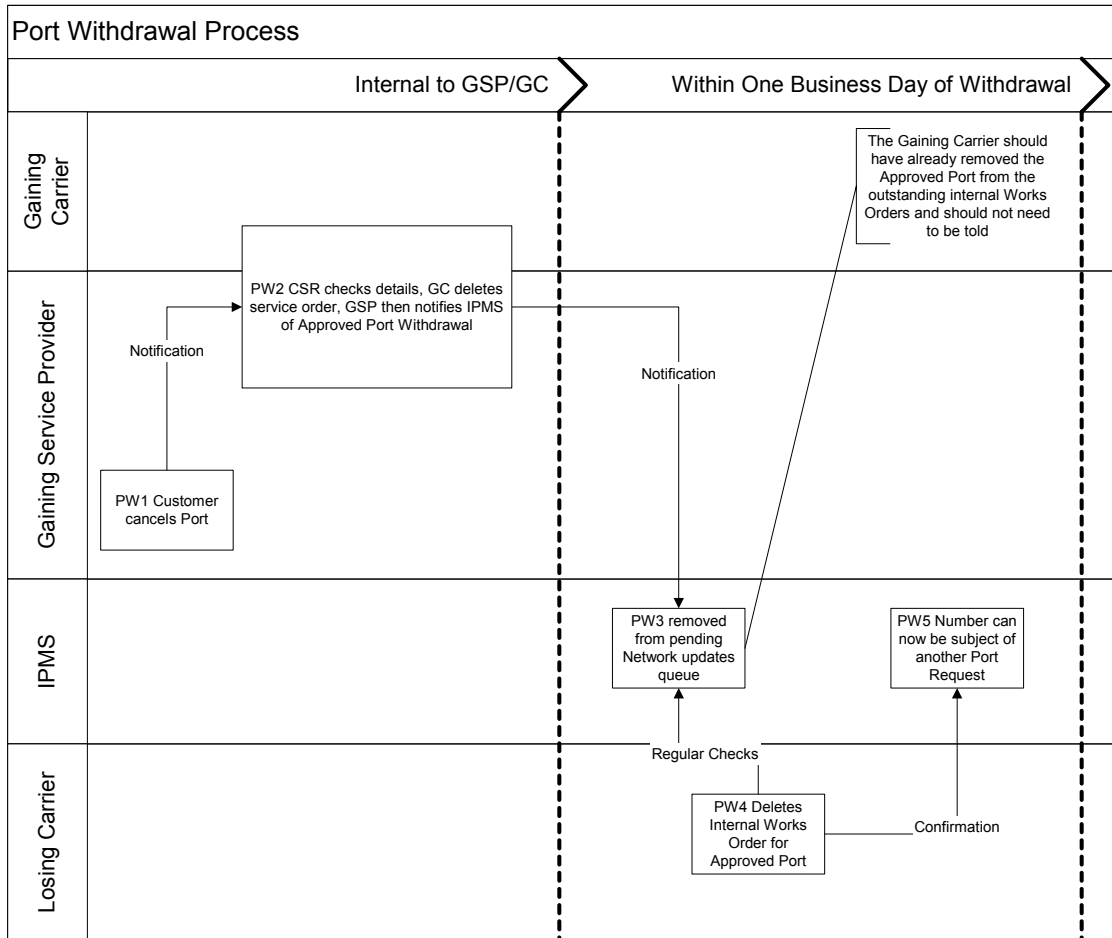 Port Withdrawal Process
Internal to GSP/GC
Within One Business Day of Withdrawal
Gaining
Carrier
The Gaining Carrier should
have already removed the
Approved Port from the
outstanding internal Works
Orders and should not need
to be told
Gaining Service Provider
PW2 CSR checks details, GC deletes
service order, GSP then notifies IPMS
of Approved Port Withdrawal
Notification
Notification
PW1 Customer
cancels Port
IPMS
PW3 removed
from pending
Network updates
queue
PW5 Number can
now be subject of
another Port
Request
Regular Checks
Losing Carrier
PW4 Deletes
Internal Works
Order for
Approved Port
Confirmation